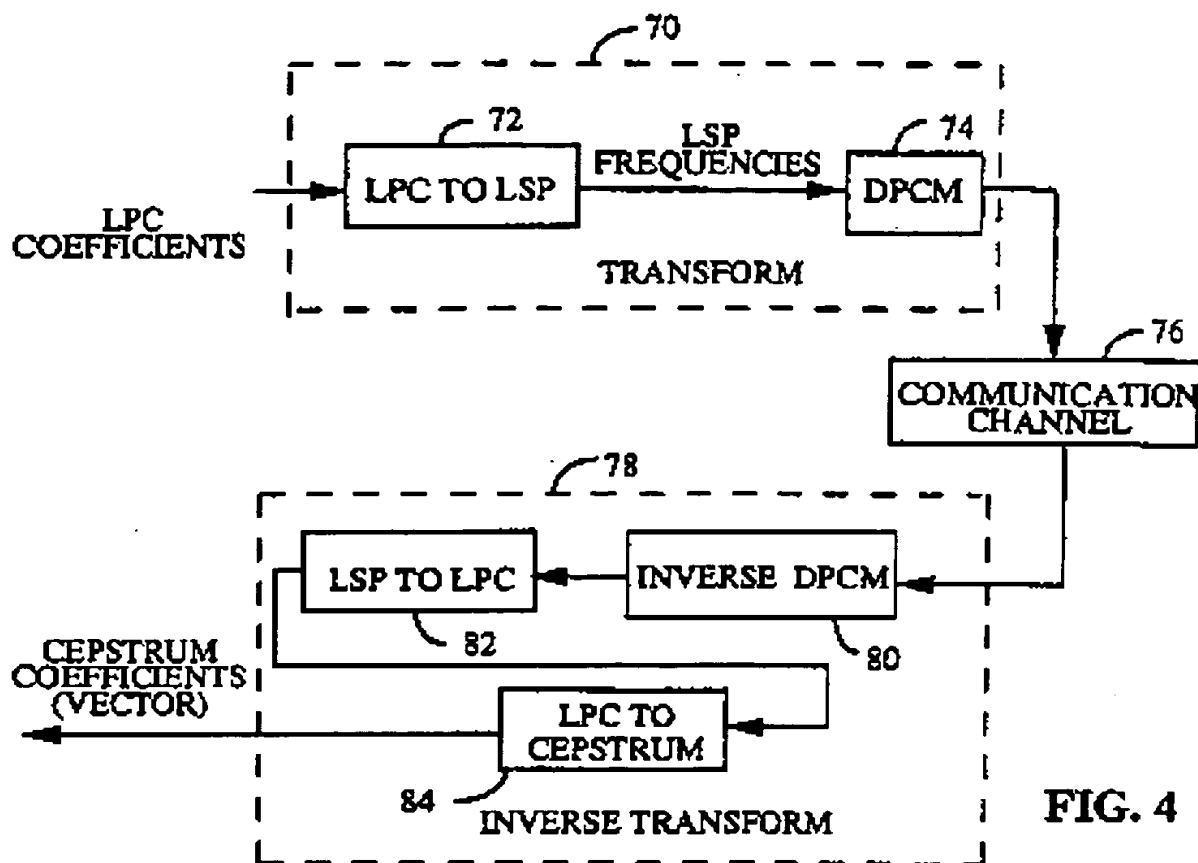 70
72
LSP
FREQUENCIES
74
LPC TO LSP
DPCM
LPC
COEFFICIENTS
TRANSFORM
76
COMMUNICATION
CHANNEL
78
LSP TO LPC
INVERSE DPCM
82
80
CEPSTRUM
COEFFICIENTS
(VECTOR)
LPC TO
CEPSTRUM
84
INVERSE TRANSFORM
FIG. 4